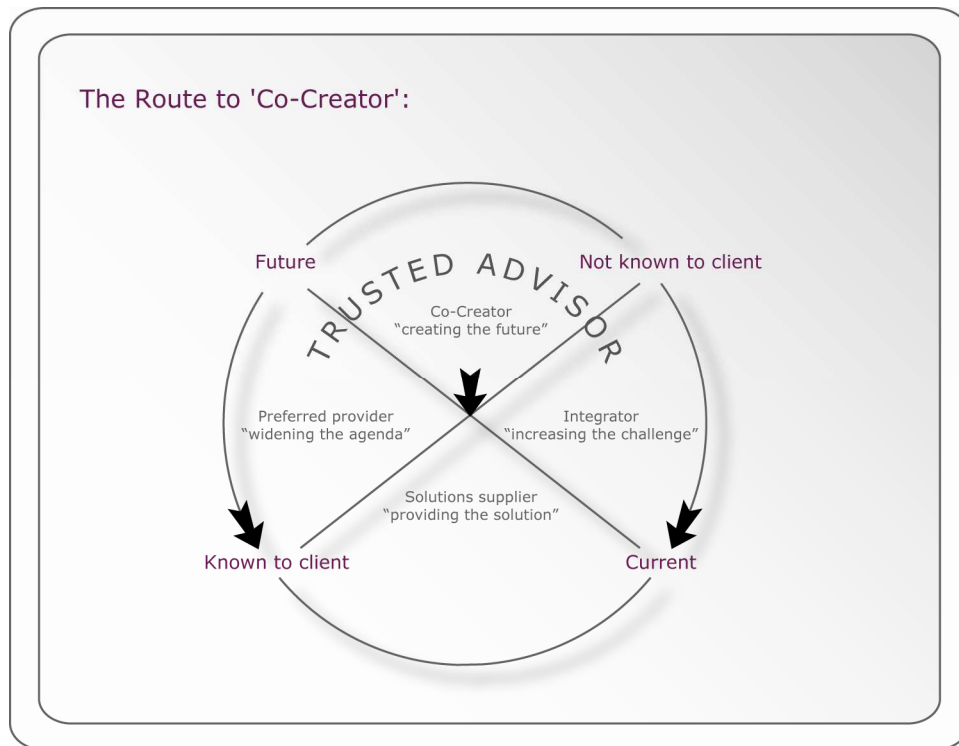 The Route to 'Co-Creator':
Future
Not known to client
TRUSTED ADVISOR
Co-Creator
“creating the future”
Preferred provider
“widening the agenda”
Integrator
“increasing the challenge”
Solutions supplier
“providing the solution”
Known to client
Current